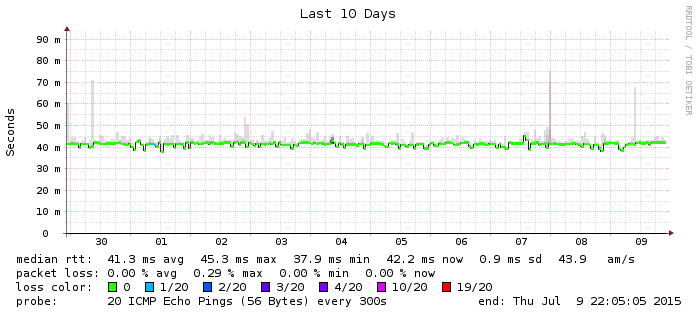 Last 10 Days
RRDTOOL / TOBI OETIKER
Seconds
90 m
80 m
70 m
60 m
50 m
40 m
30 m
20 m
10 m
0
30 01 02 03 04 05 06 07 08 09
median rtt: 41.3 ms avg 45.3 ms max 37.9 ms min 42.2 ms now 0.9 ms sd 43.9 am/s
packet loss: 0.00 % avg 0.29 % max 0.00 % min 0.00 % now
loss color: 0 1/20 2/20 3/20 4/20 10/20 19/20
probe: 20 ICMP Echo Pings (56 Bytes) every 300s end: Thu Jul 9 22:05:05 2015